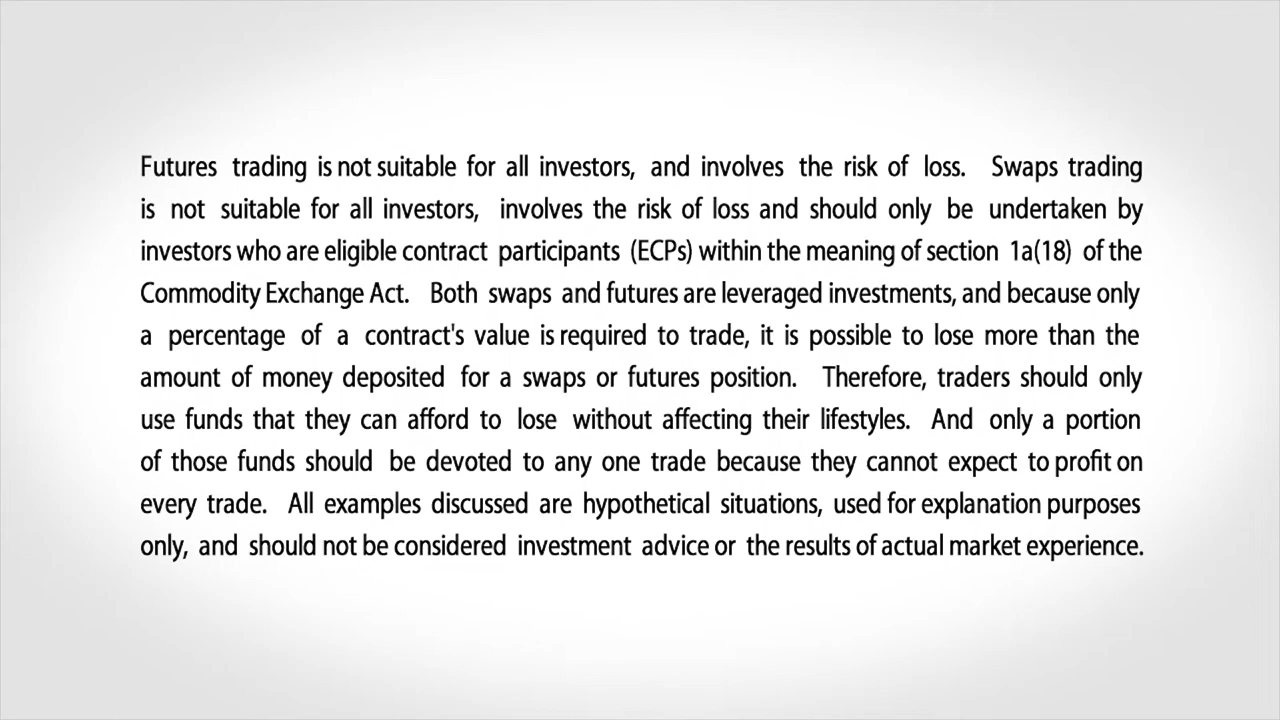 Futures trading is not suitable for all investors, and involves the risk of loss. Swaps trading
is not suitable for all investors, involves the risk of loss and should only be undertaken by
investors who are eligible contract participants (ECPs) within the meaning of section 1a(18) of the
Commodity Exchange Act. Both swaps and futures are leveraged investments, and because only
a percentage of a contract's value is required to trade, it is possible to lose more than the
amount of money deposited for a swaps or futures position. Therefore, traders should only
use funds that they can afford to lose without affecting their lifestyles. And only a portion
of those funds should be devoted to any one trade because they cannot expect to profit on
every trade. All examples discussed are hypothetical situations, used for explanation purposes
only, and should not be considered investment advice or the results of actual market experience.